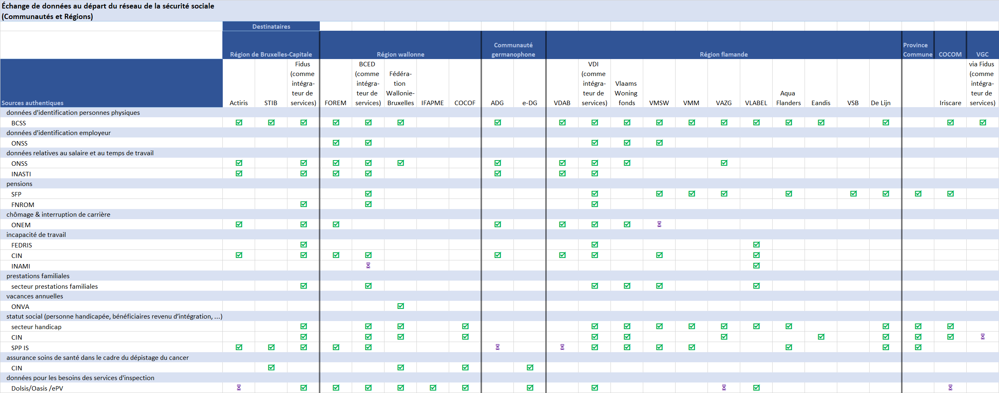 Échange de données au départ du réseau de la sécurité sociale
(Communautés et Régions)
Destinataires
Région de Bruxelles-Capitale
Région wallonne
Communauté
germanophone
Région flamande
Province
Commune
COCOM
VGC
Sources authentiques
Actiris
STIB
Fidus
(comme
intégra-
teur de
services)
FOREM
BCED
(comme
intégra-
teur de
services)
Fédéra-
tion
Wallonie-
Bruxelles
IFAPME
COCOF
ADG
e-DG
VDAB
VDI
(comme
intégra-
teur de
services)
Vlaams
Woning
fonds
VMSW
VMM
VAZG
VLABEL
Aqua
Flanders
Eandis
VSB
De Lijn
Iriscare
via Fidus
(comme
intégra-
teur de
services)
données d'identification personnes physiques
BCSS
données d'identification employeur
ONSS
données relatives au salaire et au temps de travail
ONSS
INASTI
pensions
SFP
FNROM
chômage & interruption de carrière
ONEM
incapacité de travail
FEDRIS
CIN
INAMI
prestations familiales
secteur prestations familiales
vacances annuelles
ONVA
statut social (personne handicapée, bénéficiaires revenu d’intégration, ...)
secteur handicap
CIN
SPP IS
assurance soins de santé dans le cadre du dépistage du cancer
CIN
données pour les besoins des services d'inspection
Dolsis/Oasis /ePV